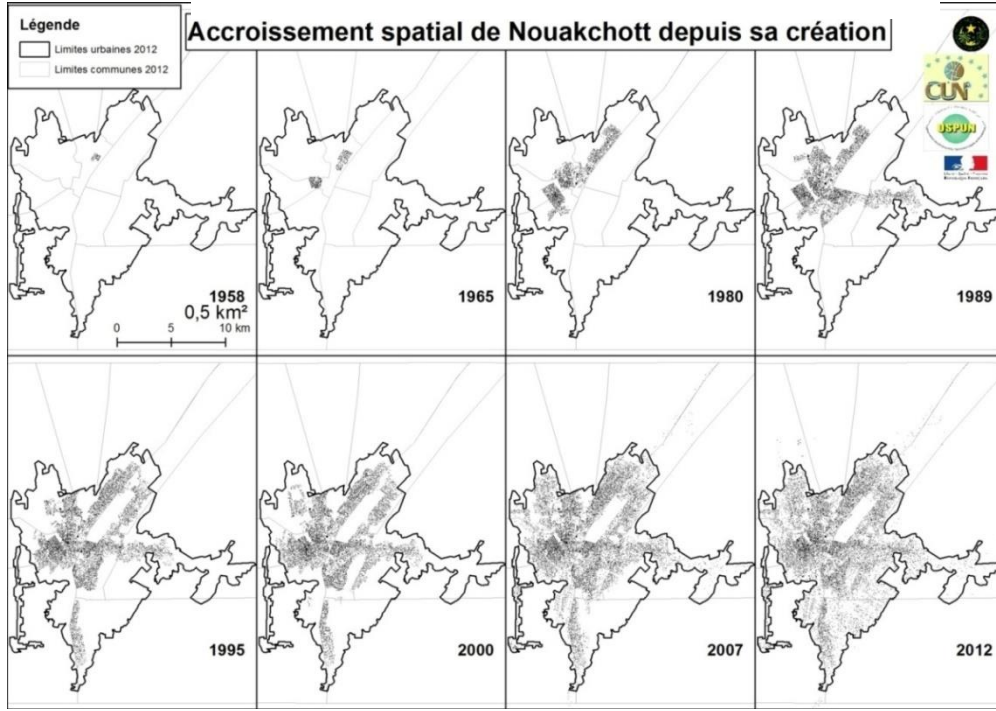 Légende
Limites urbaines 2012
Limites communes 2012
Accroissement spatial de Nouakchott depuis sa création
CUN
OSPUN
1958
0,5 km²
0 5 10 km
1965
1980
1989
1995
2000
2007
2012